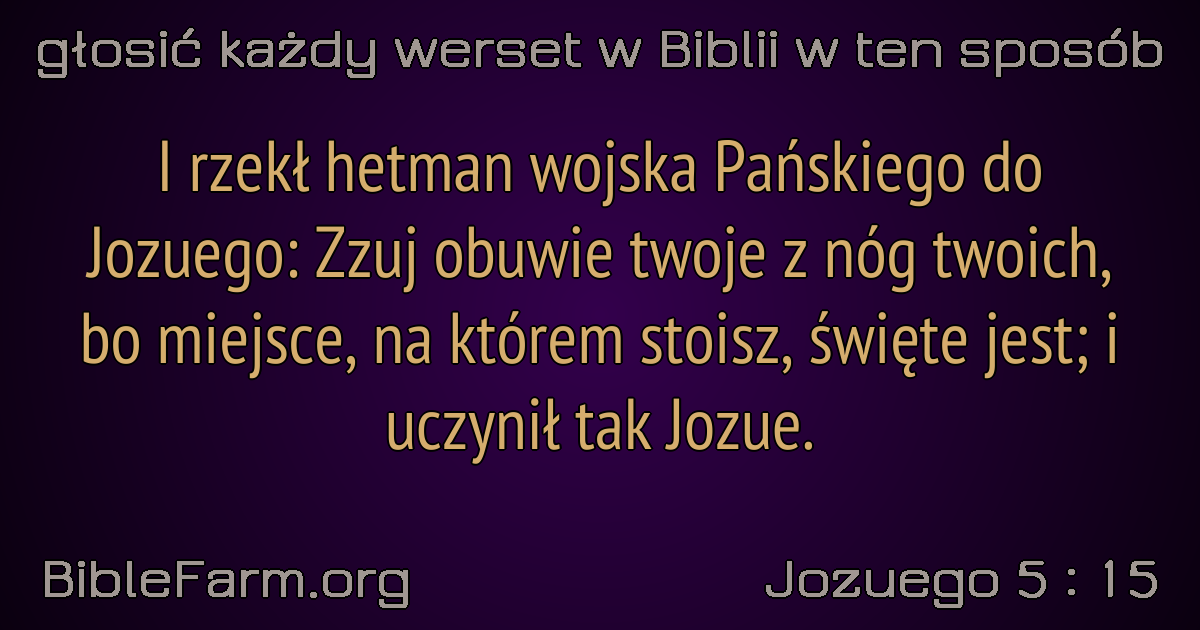 głosić każdy werset w Biblii w ten sposób
I rzekł hetman wojska Pańskiego do
Jozuego: Zzuj obuwie twoje z nóg twoich,
bo miejsce, na którem stoisz, święte jest; i
uczynił tak Jozue.
BibleFarm.org
Jozuego 5 : 15